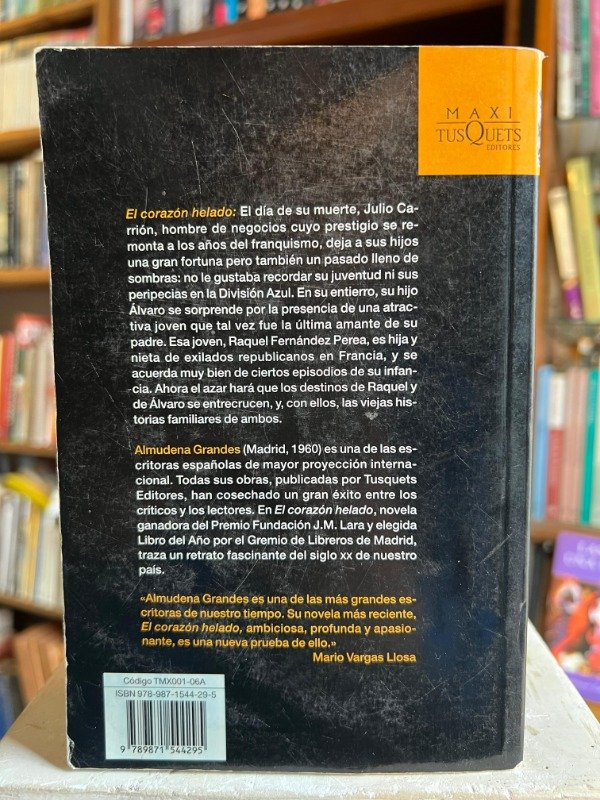 MAXI
TUSQUETS
EDITORES
El corazón helado: El día de su muerte, Julio Ca-
rrión, hombre de negocios cuyo prestigio se re-
monta a los años del franquismo, deja a sus hijos
una gran fortuna pero también un pasado lleno de
sombras: no le gustaba recordar su juventud ni sus
peripecias en la División Azul. En su entierro, su hijo
Álvaro se sorprende por la presencia de una atrac-
tiva joven que tal vez fue la última amante de su
padre. Esa joven, Raquel Fernández Perea, es hija y
nieta de exilados republicanos en Francia, y se
acuerda muy bien de ciertos episodios de su infan-
cia. Ahora el azar hará que los destinos de Raquel y
de Álvaro se entrecrucen, y, con ellos, las viejas his-
torias familiares de ambos.
Almudena Grandes (Madrid, 1960) es una de las es-
critoras españolas de mayor proyección interna-
cional. Todas sus obras, publicadas por Tusquets
Editores, han cosechado un gran éxito entre los
críticos y los lectores. En El corazón helado, novela
ganadora del Premio Fundación J.M. Lara y elegida
Libro del Año por el Gremio de Libreros de Madrid,
traza un retrato fascinante del siglo XX de nuestro
país.
«Almudena Grandes es una de las más grandes es-
critoras de nuestro tiempo. Su novela más reciente,
El corazón helado, ambiciosa, profunda y apasio-
nante, es una nueva prueba de ello.»
Mario Vargas Llosa
Código TMX001-06A
ISBN 978-987-1544-29-5
9 789871 544295